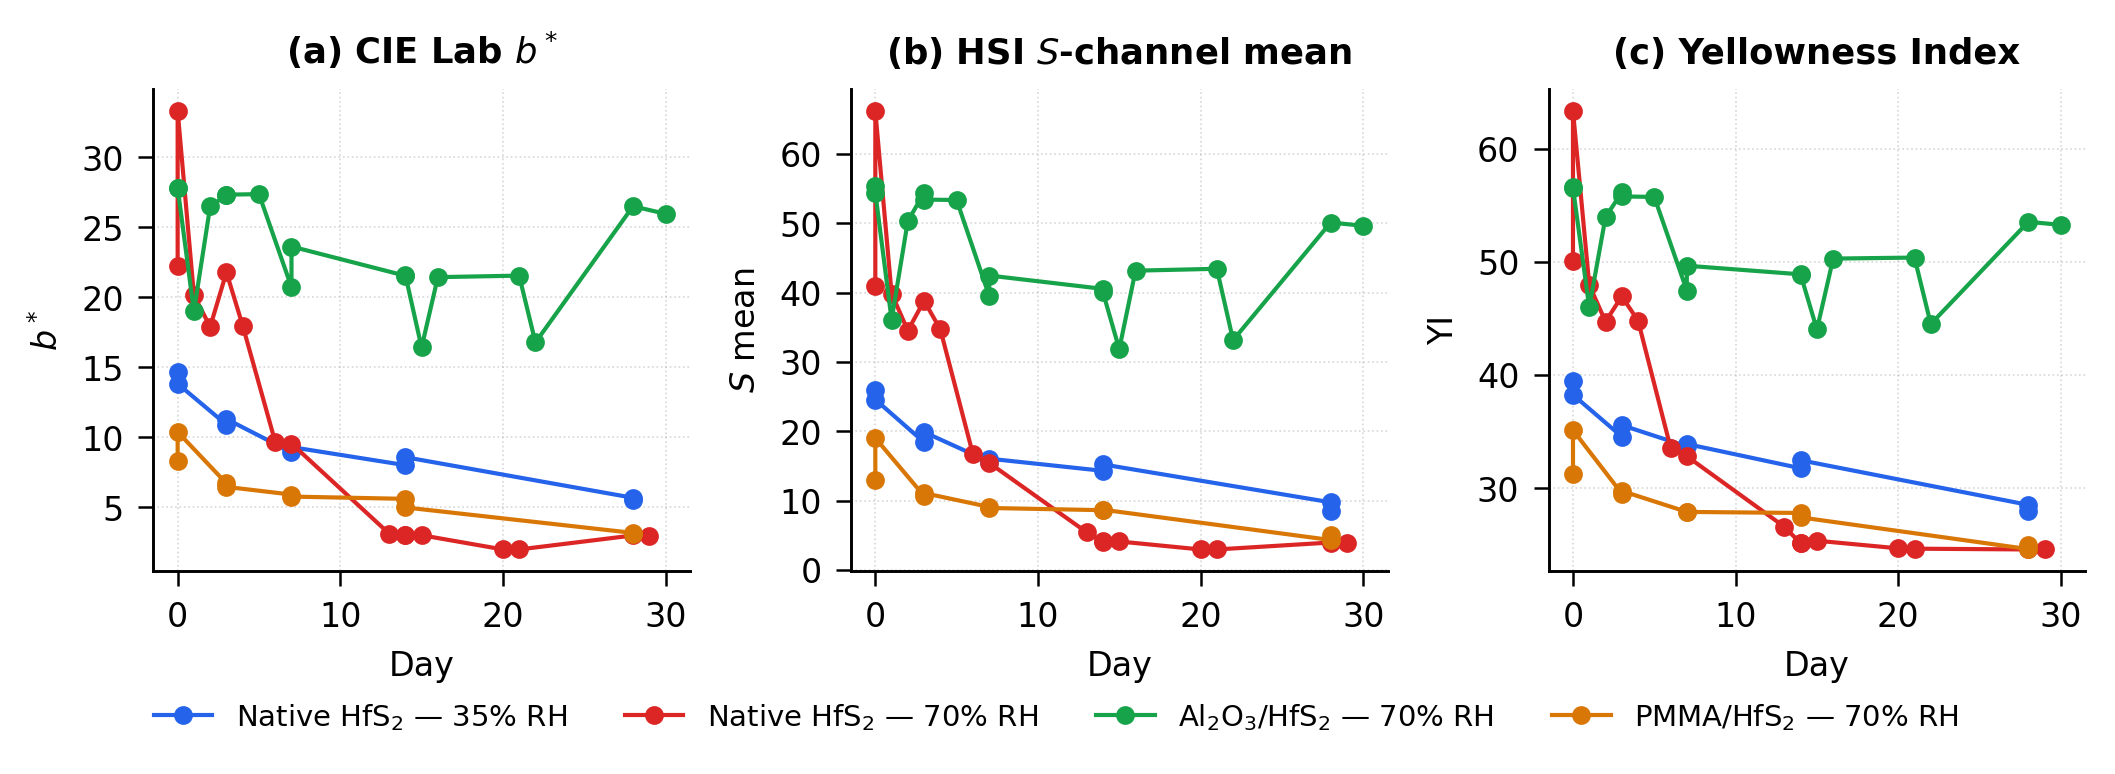 (a) CIE Lab b*
(b) HSI S-channel mean
(c) Yellowness Index
b*
30
25
20
15
10
5
0 10 20 30
Day
S mean
60
50
40
30
20
10
0
0 10 20 30
Day
YI
60
50
40
30
0 10 20 30
Day
Native HfS₂ — 35% RH
Native HfS₂ — 70% RH
Al₂O₃/HfS₂ — 70% RH
PMMA/HfS₂ — 70% RH